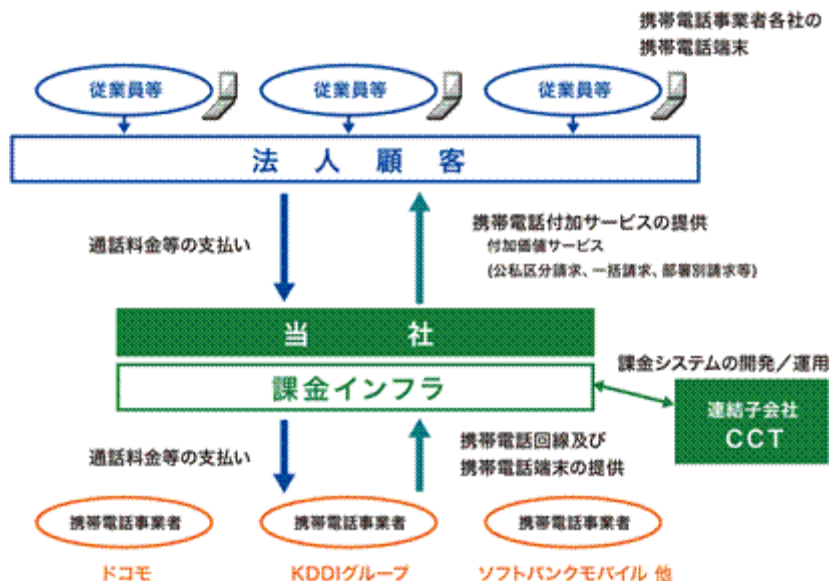 携帯電話事業者各社の
携帯電話端末
従業員等
従業員等
従業員等
法人顧客
通話料金等の支払い
携帯電話付加サービスの提供
付加価値サービス
(公私区分請求、一括請求、部署別請求等)
当社
課金インフラ
課金システムの開発／運用
連結子会社
CCT
通話料金等の支払い
携帯電話回線及び
携帯電話端末の提供
携帯電話事業者
携帯電話事業者
携帯電話事業者
ドコモ
KDDIグループ
ソフトバンクモバイル 他